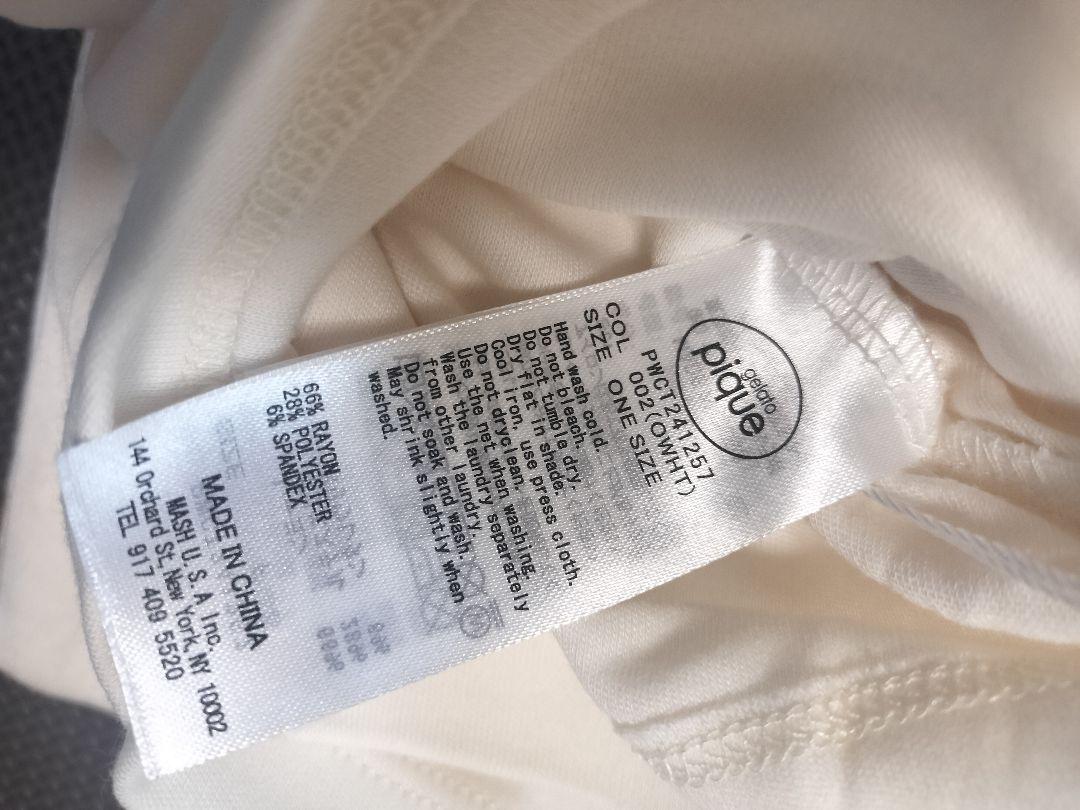 gelato
pique
PWCT241257
COL 002(OWHT)
SIZE ONE SIZE
Hand wash cold.
Do not bleach.
Do not tumble dry.
Dry flat in shade.
Cool iron, use press cloth.
Do not dryclean.
Use the net when washing.
Wash the laundry separately
from other laundry.
Do not soak and wash.
May shrink slightly when
washed.
66% RAYON
28% POLYESTER
6% SPANDEX
MADE IN CHINA
MASH U. S. A Inc.
144 Orchard St, New York, NY 10002
TEL 917 409 5520